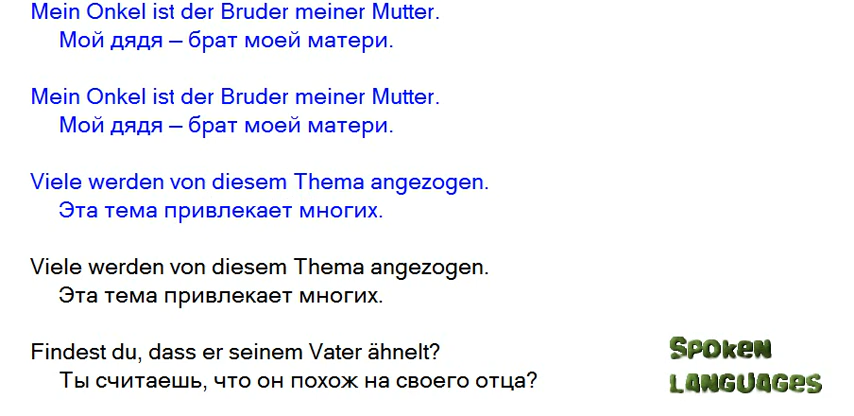 Mein Onkel ist der Bruder meiner Mutter.
Мой дядя — брат моей матери.
Mein Onkel ist der Bruder meiner Mutter.
Мой дядя — брат моей матери.
Viele werden von diesem Thema angezogen.
Эта тема привлекает многих.
Viele werden von diesem Thema angezogen.
Эта тема привлекает многих.
Findest du, dass er seinem Vater ähnelt?
Ты считаешь, что он похож на своего отца?
SPOKEN
LANGUAGES